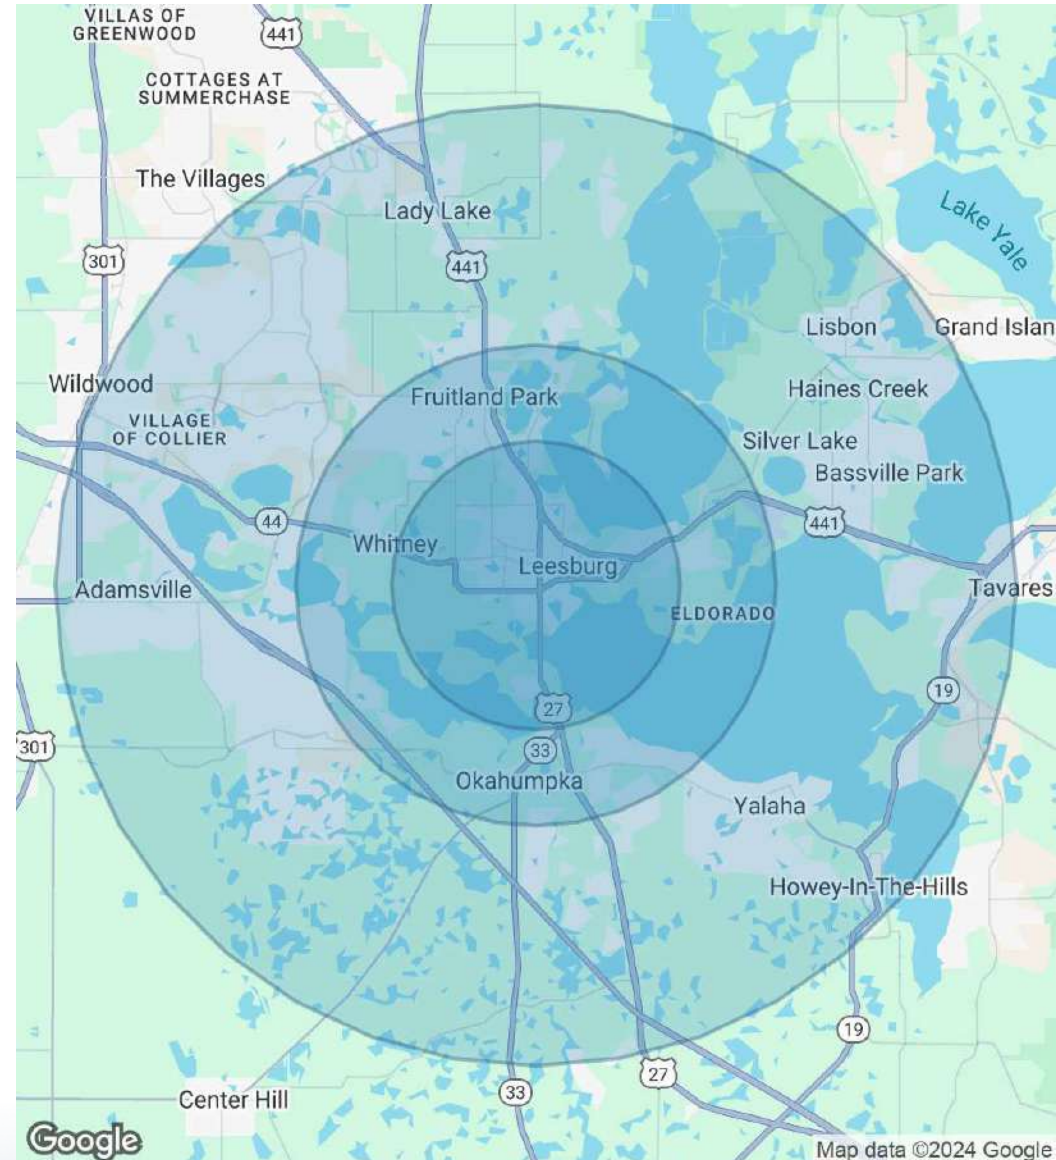 VILLAS OF
GREENWOOD
441
COTTAGES AT
SUMMERCHASE
The Villages
Lady Lake
Lake Yale
301
441
Lisbon
Grand Islan
Wildwood
Fruitland Park
Haines Creek
VILLAGE
OF COLLIER
Silver Lake
Bassville Park
44
441
Whitney
Leesburg
Adamsville
Tavares
ELDORADO
19
27
301
33
Okahumpka
Yalaha
Howey-In-The-Hills
19
27
33
Center Hill
Google
Map data ©2024 Google